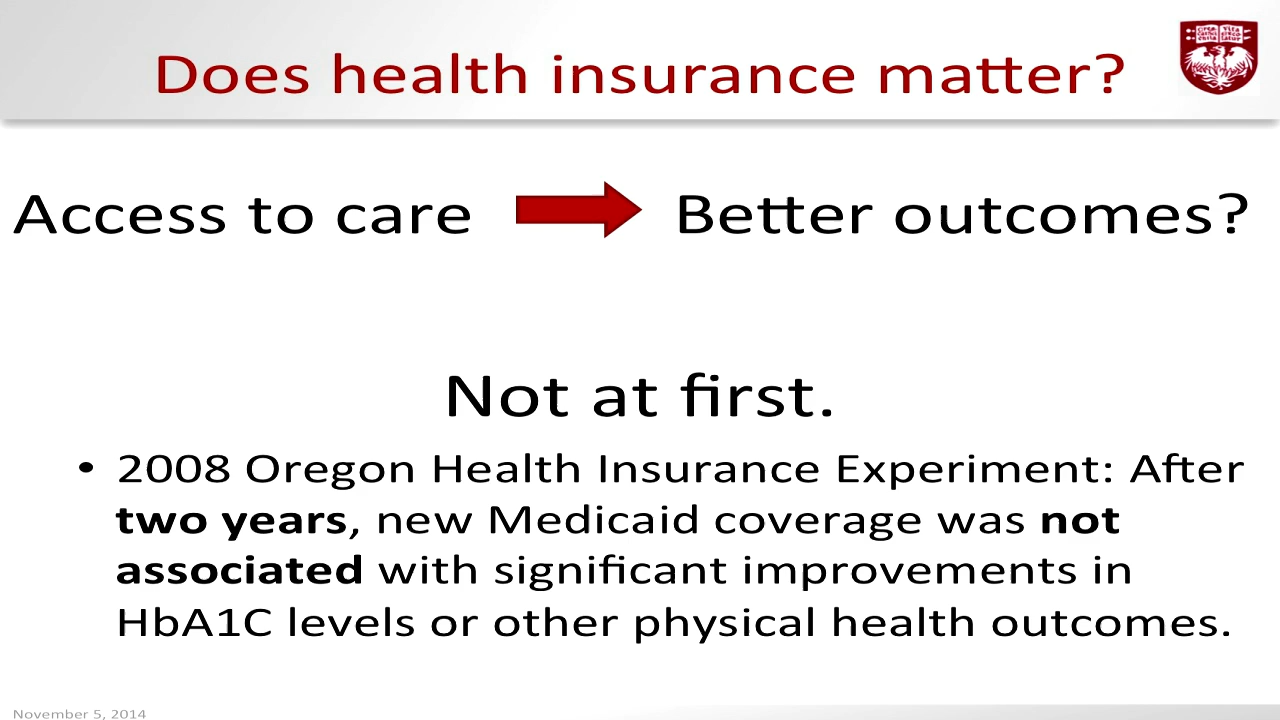 Does health insurance matter?
Access to care
Better outcomes?
Not at first.
• 2008 Oregon Health Insurance Experiment: After
two years, new Medicaid coverage was not
associated with significant improvements in
HbA1C levels or other physical health outcomes.
November 5, 2014